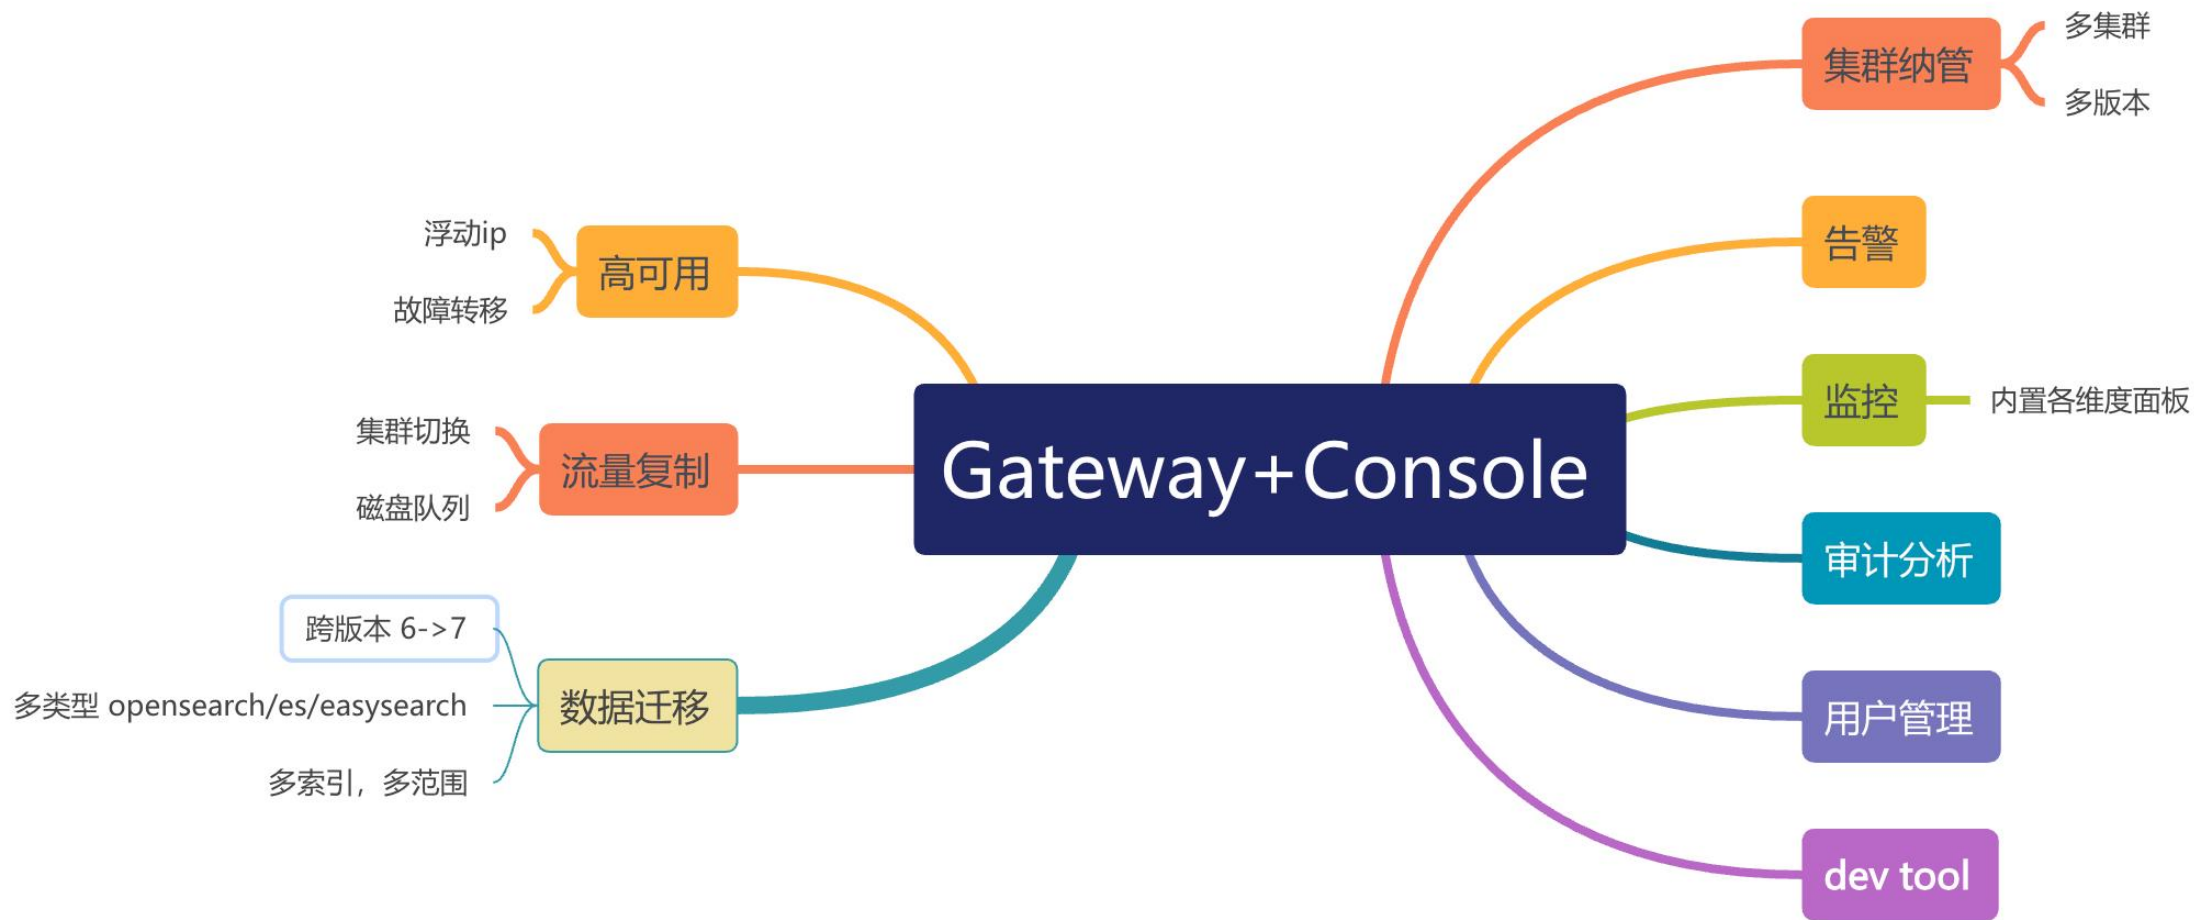 Gateway+Console
集群纳管
多集群
多版本
告警
监控
内置各维度面板
审计分析
用户管理
dev tool
高可用
浮动ip
故障转移
流量复制
集群切换
磁盘队列
数据迁移
跨版本 6->7
多类型 opensearch/es/easysearch
多索引，多范围